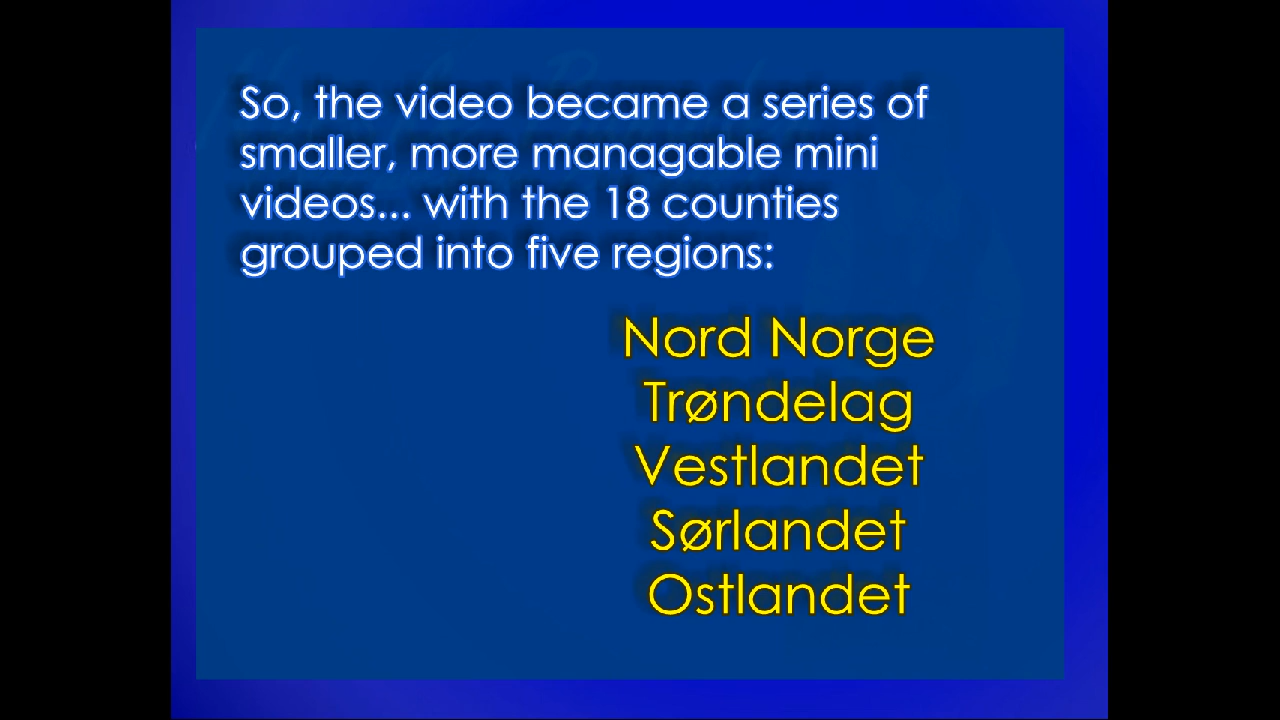 So, the video became a series of
smaller, more managable mini
videos... with the 18 counties
grouped into five regions:
Nord Norge
Trøndelag
Vestlandet
Sørlandet
Ostlandet